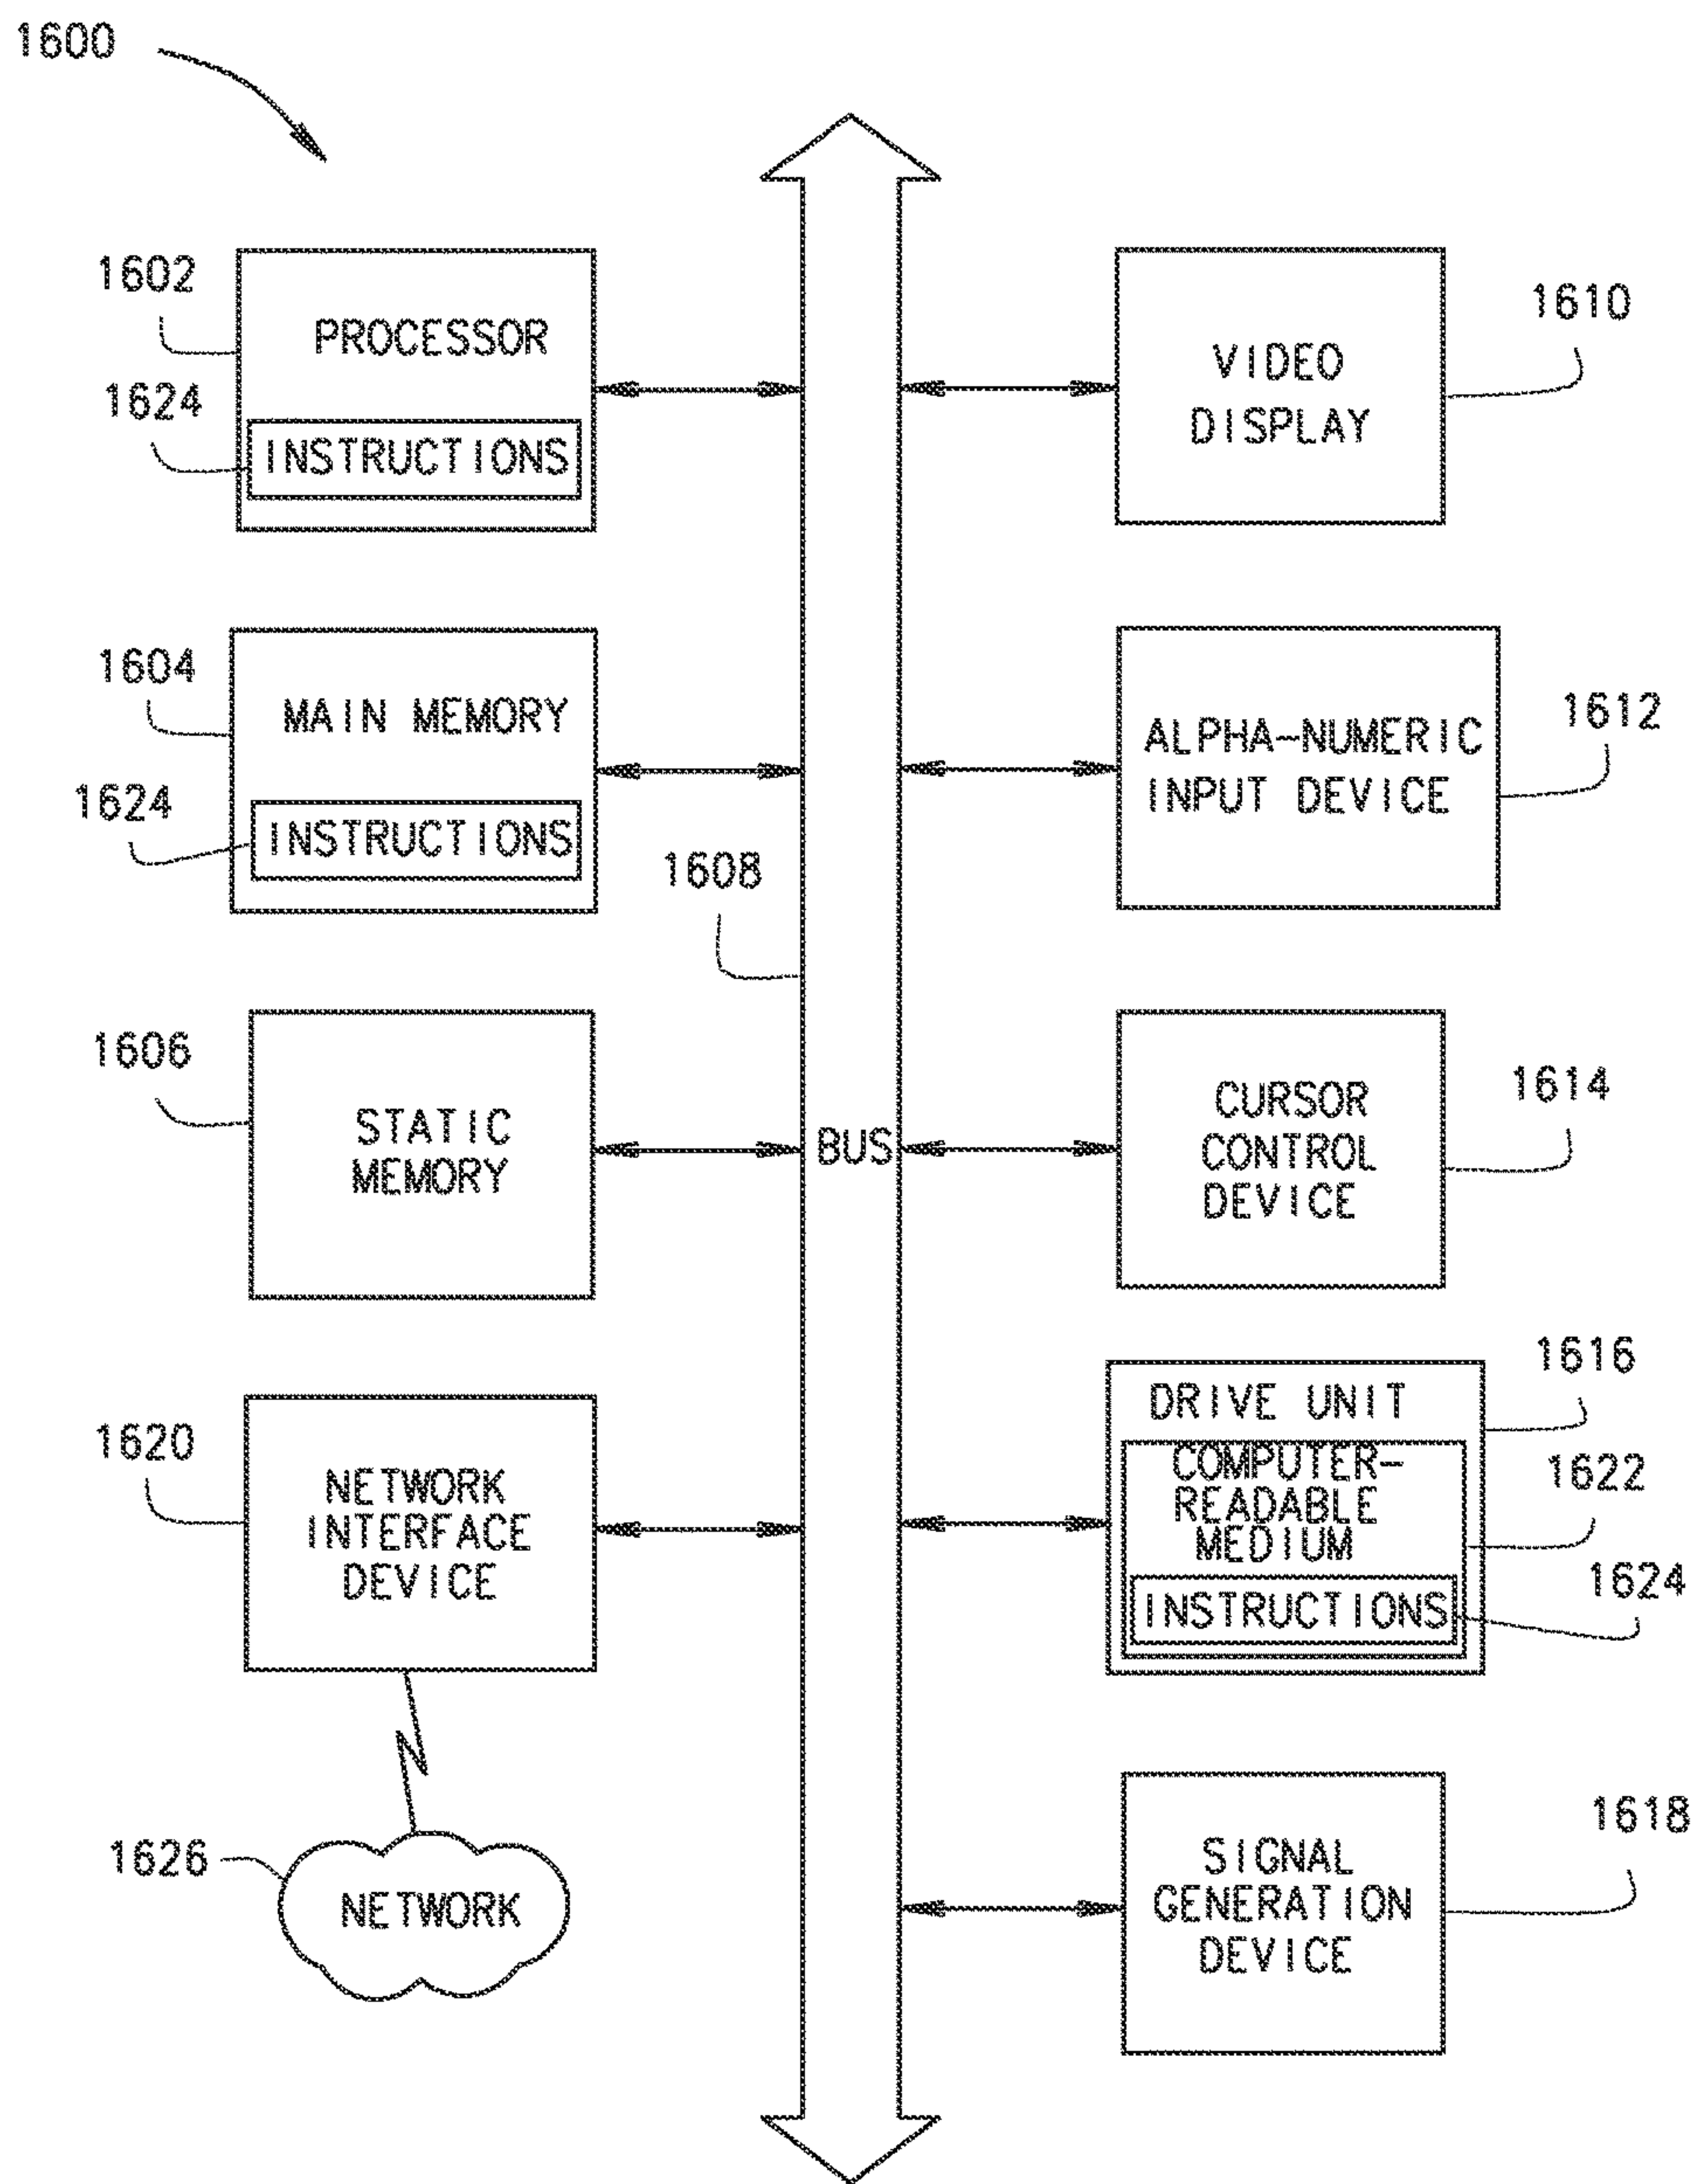 1600
1602
PROCESSOR
1624
INSTRUCTIONS
1604
MAIN MEMORY
1624
INSTRUCTIONS
1606
STATIC
MEMORY
1620
NETWORK
INTERFACE
DEVICE
1626
NETWORK
1608
BUS
1610
VIDEO
DISPLAY
1612
ALPHA-NUMERIC
INPUT DEVICE
1614
CURSOR
CONTROL
DEVICE
1616
DRIVE UNIT
1622
COMPUTER-
READABLE
MEDIUM
1624
INSTRUCTIONS
1618
SIGNAL
GENERATION
DEVICE